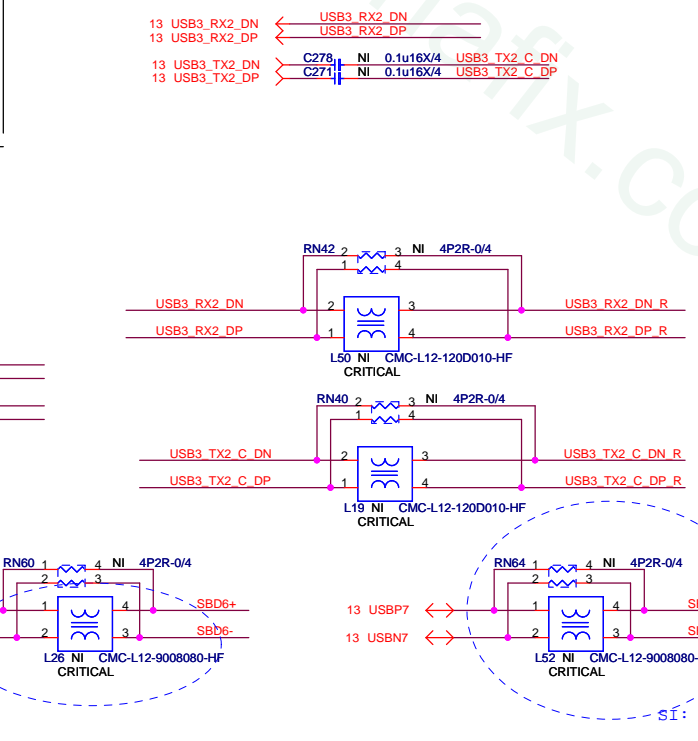 13 USB3_RX2_DN USB3_RX2_DN
13 USB3_RX2_DP USB3_RX2_DP
13 USB3_TX2_DN C278 NI 0.1u16X/4 USB3_TX2_C_DN
13 USB3_TX2_DP C271 NI 0.1u16X/4 USB3_TX2_C_DP
RN42 2 3 NI 4P2R-0/4
1 4
USB3_RX2_DN 2 3 USB3_RX2_DN_R
USB3_RX2_DP 1 4 USB3_RX2_DP_R
L50 NI CMC-L12-120D010-HF
CRITICAL
RN40 2 3 NI 4P2R-0/4
1 4
USB3_TX2_C_DN 2 3 USB3_TX2_C_DN_R
USB3_TX2_C_DP 1 4 USB3_TX2_C_DP_R
L19 NI CMC-L12-120D010-HF
CRITICAL
RN60 1 4 NI 4P2R-0/4
2 3
1 4 SBD6+
2 3 SBD6-
L26 NI CMC-L12-9008080-HF
CRITICAL
RN64 1 4 NI 4P2R-0/4
2 3
13 USBP7 1 4
13 USBN7 2 3
L52 NI CMC-L12-9008080-
CRITICAL
SI:
afix.co